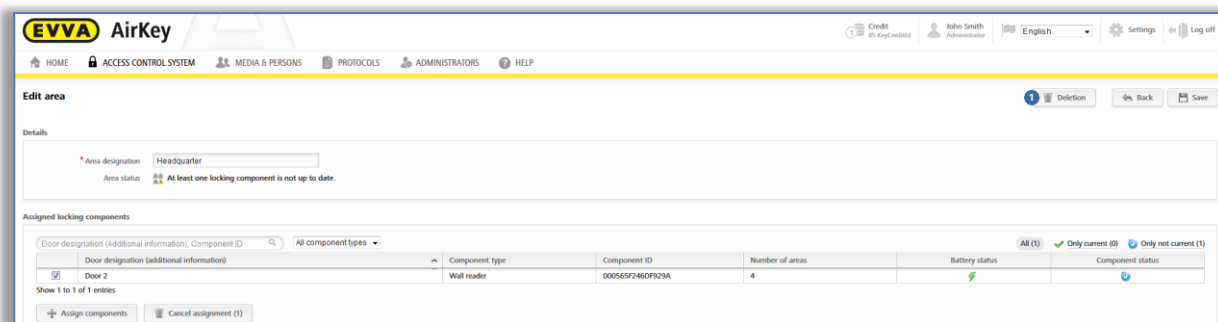 EVVA AirKey
Credit
85 KeyCredit(s)
John Smith
Administrator
English
Settings
Log off
HOME ACCESS CONTROL SYSTEM MEDIA & PERSONS PROTOCOLS ADMINISTRATORS HELP
Edit area
1 Deletion Back Save
Details
* Area designation Headquarter
Area status At least one locking component is not up to date.
Assigned locking components
Door designation (Additional information), Component ID All component types All (1) Only current (0) Only not current (1)
Door designation (additional information) Component type Component ID Number of areas Battery status Component status
Door 2 Wall reader 000565F246DF929A 4
Show 1 to 1 of 1 entries
Assign components Cancel assignment (1)